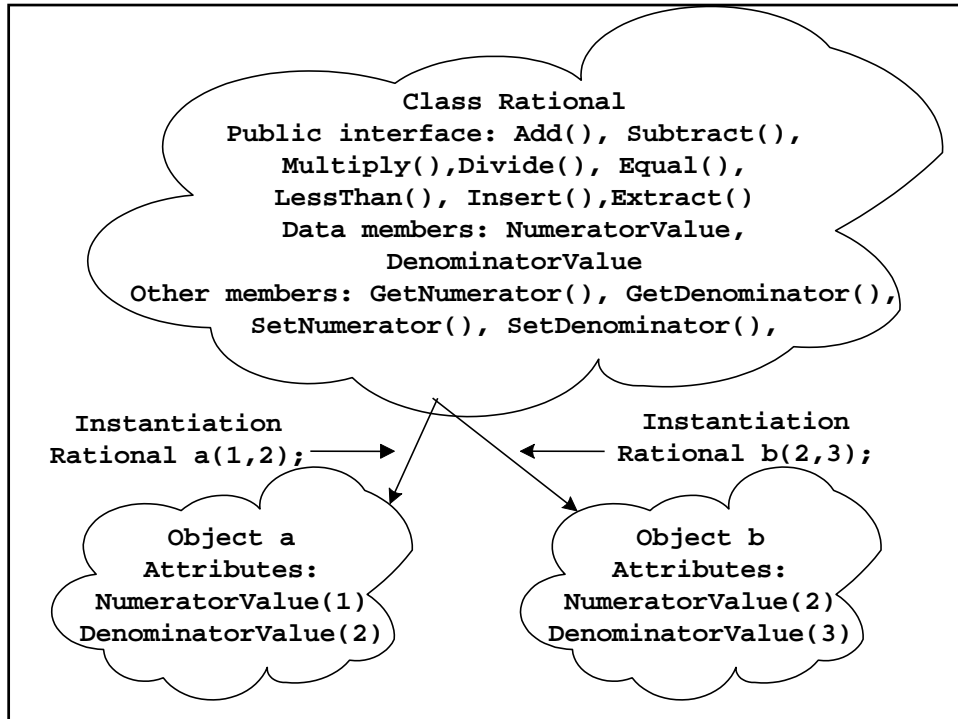 Class Rational
Public interface: Add(), Subtract(),
Multiply(),Divide(), Equal(),
LessThan(), Insert(),Extract()
Data members: NumeratorValue,
DenominatorValue
Other members: GetNumerator(), GetDenominator(),
SetNumerator(), SetDenominator(),
Instantiation
Rational a(1,2);
Instantiation
Rational b(2,3);
Object a
Attributes:
NumeratorValue(1)
DenominatorValue(2)
Object b
Attributes:
NumeratorValue(2)
DenominatorValue(3)